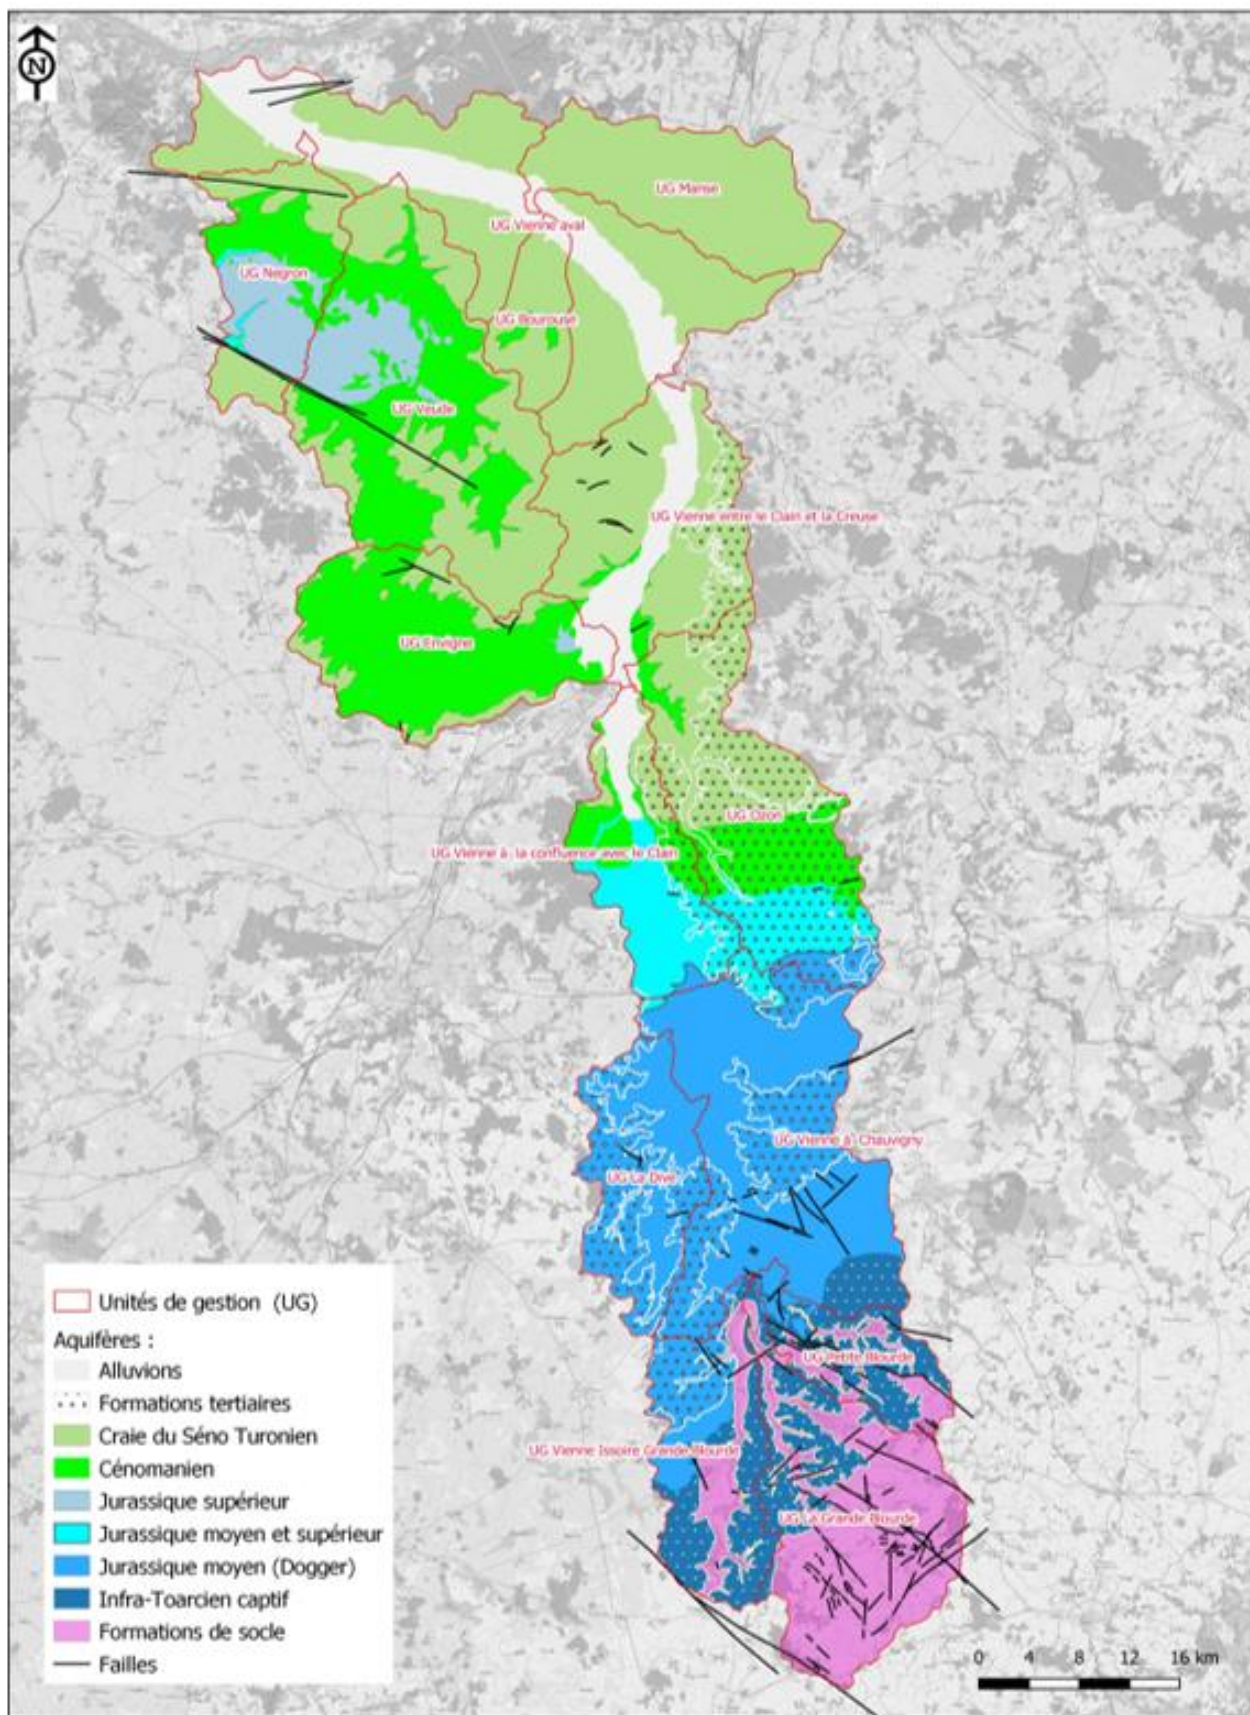 N
UG Manse
UG Vienne aval
UG Négron
UG Bourouse
UG Veude
UG Vienne entre le Clain et la Creuse
UG Envigne
UG Ozon
UG Vienne à la confluence avec le Clain
UG Vienne à Chauvigny
UG La Dive
UG Petite Blourde
UG Vienne Issoire Grande Blourde
UG La Grande Blourde
Unités de gestion (UG)
Aquifères :
Alluvions
Formations tertiaires
Craie du Séno Turonien
Cénomanien
Jurassique supérieur
Jurassique moyen et supérieur
Jurassique moyen (Dogger)
Infra-Toarcien captif
Formations de socle
Failles
0 4 8 12 16 km